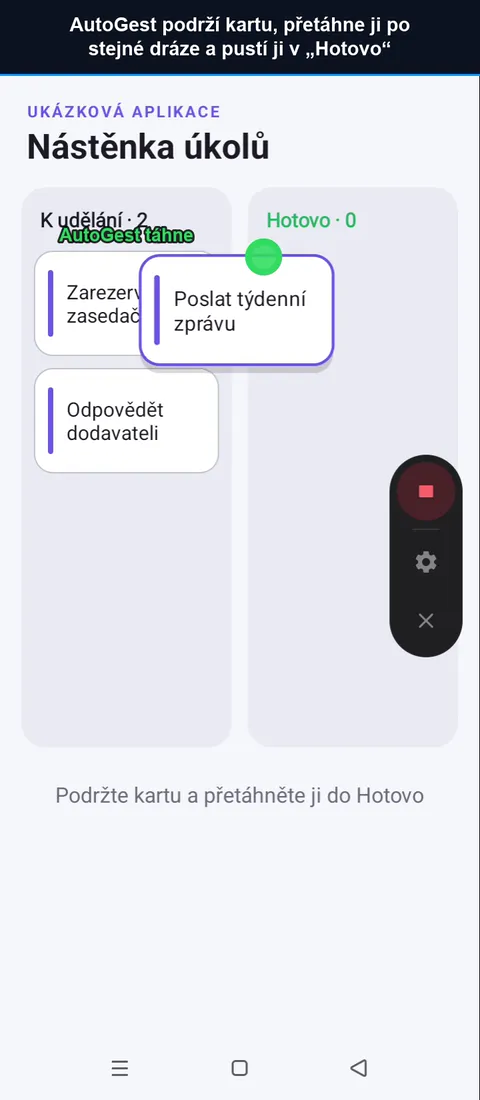 AutoGest podrží kartu, přetáhne ji po
stejné dráze a pustí ji v „Hotovo“
UKÁZKOVÁ APLIKACE
Nástěnka úkolů
K udělání · 2
Hotovo · 0
AutoGest táhne
Poslat týdenní
zprávu
Odpovědět
dodavateli
Podržte kartu a přetáhněte ji do Hotovo